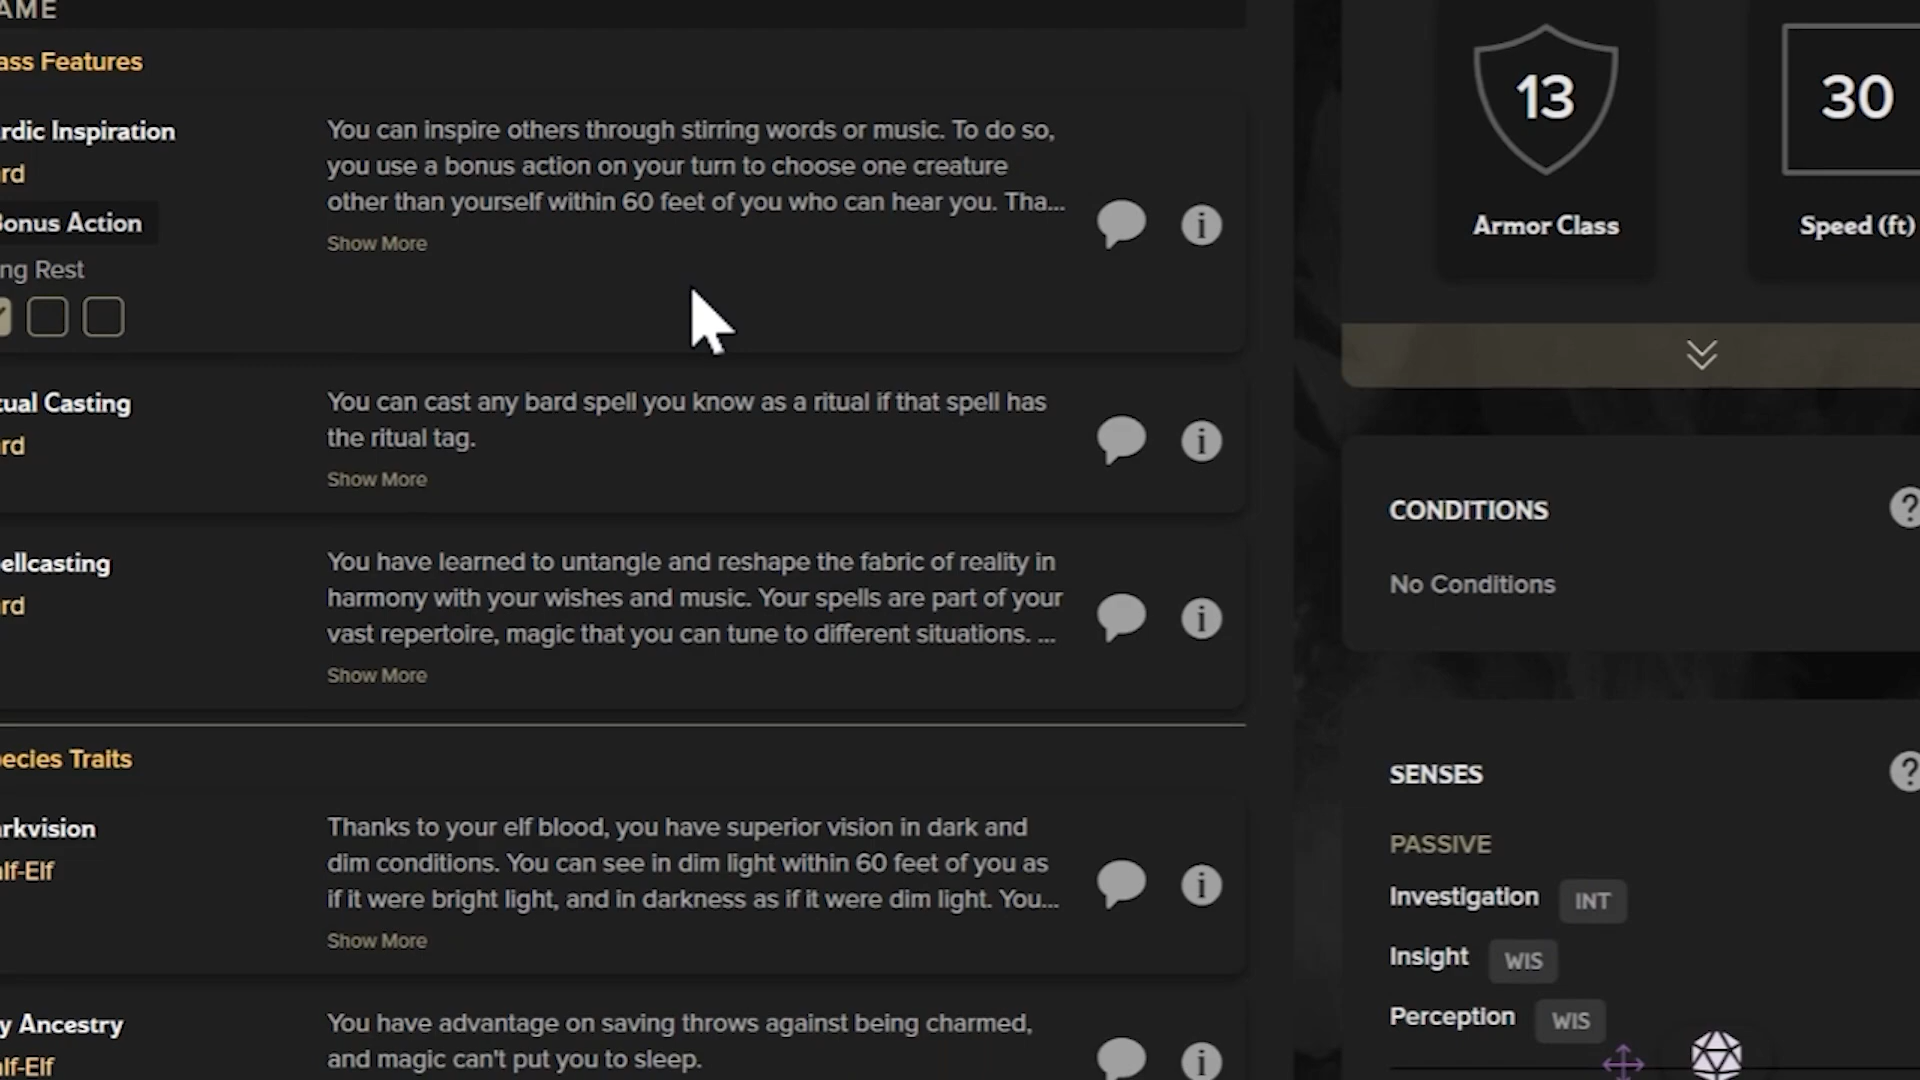 AME
ass Features
rdic Inspiration
rd
Bonus Action
ng Rest
You can inspire others through stirring words or music. To do so,
you use a bonus action on your turn to choose one creature
other than yourself within 60 feet of you who can hear you. Tha...
Show More
tual Casting
rd
You can cast any bard spell you know as a ritual if that spell has
the ritual tag.
Show More
ellcasting
rd
You have learned to untangle and reshape the fabric of reality in
harmony with your wishes and music. Your spells are part of your
vast repertoire, magic that you can tune to different situations. ...
Show More
ecies Traits
arkvision
lf-Elf
Thanks to your elf blood, you have superior vision in dark and
dim conditions. You can see in dim light within 60 feet of you as
if it were bright light, and in darkness as if it were dim light. You...
Show More
y Ancestry
lf-Elf
You have advantage on saving throws against being charmed,
and magic can't put you to sleep.
13
Armor Class
30
Speed (ft)
CONDITIONS
?
No Conditions
SENSES
?
PASSIVE
Investigation INT
Insight WIS
Perception WIS